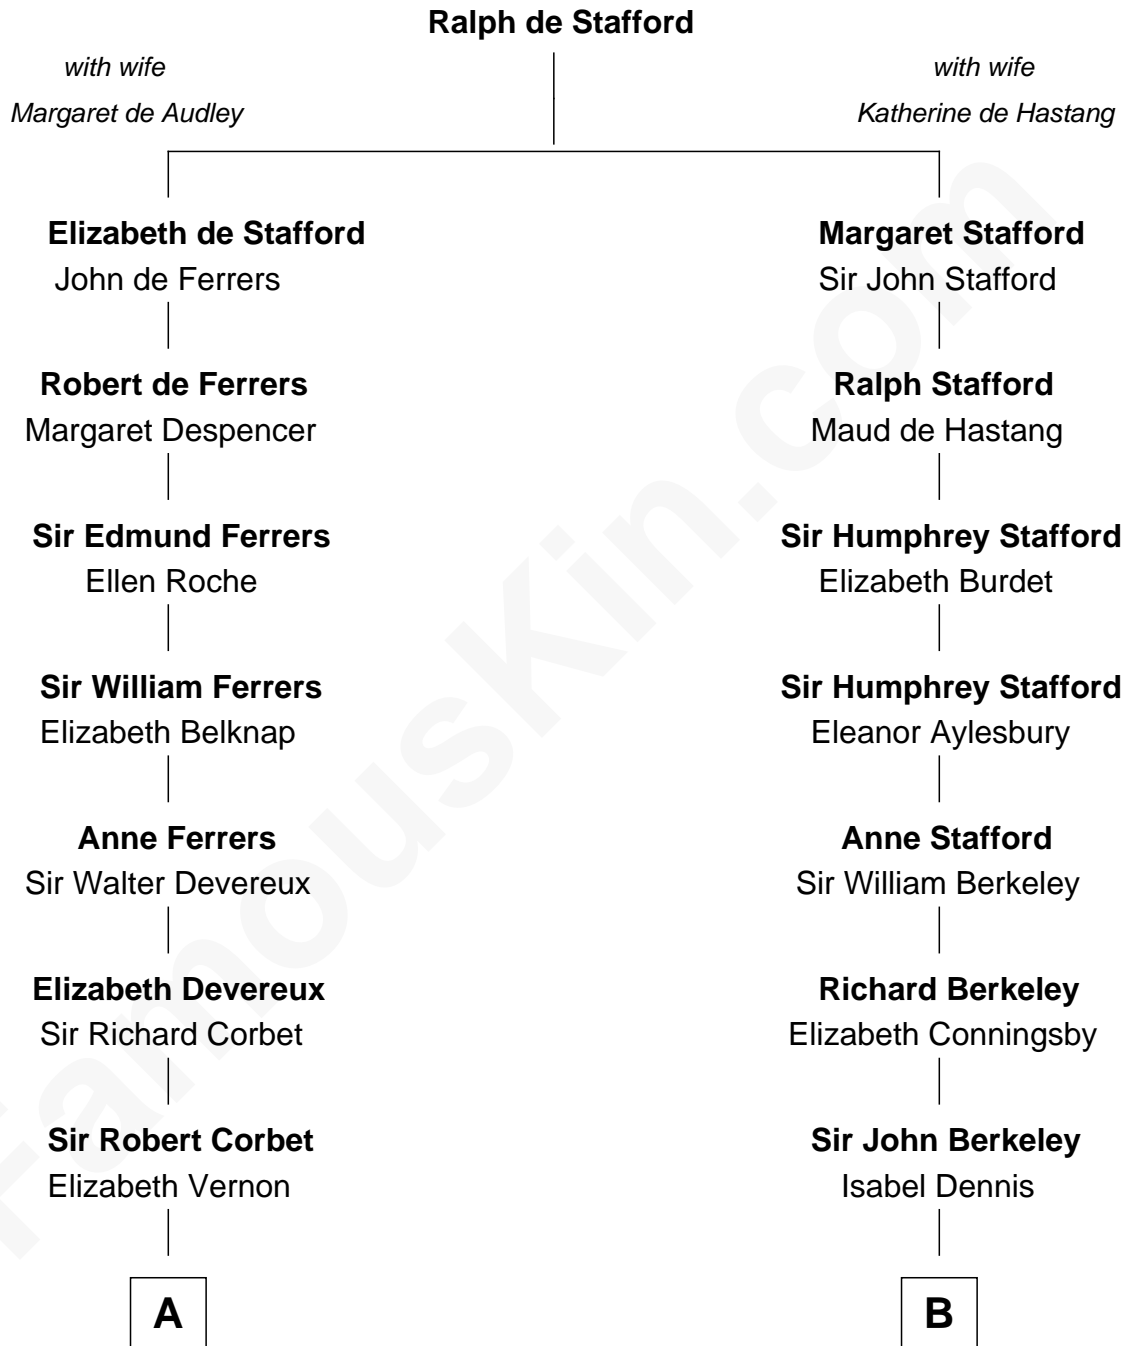 Ralph de Stafford
with wife
Margaret de Audley
with wife
Katherine de Hastang
Elizabeth de Stafford
John de Ferrers
Margaret Stafford
Sir John Stafford
Robert de Ferrers
Margaret Despencer
Ralph Stafford
Maud de Hastang
Sir Edmund Ferrers
Ellen Roche
Sir Humphrey Stafford
Elizabeth Burdet
Sir William Ferrers
Elizabeth Belknap
Sir Humphrey Stafford
Eleanor Aylesbury
Anne Ferrers
Sir Walter Devereux
Anne Stafford
Sir William Berkeley
Elizabeth Devereux
Sir Richard Corbet
Richard Berkeley
Elizabeth Conningsby
Sir Robert Corbet
Elizabeth Vernon
Sir John Berkeley
Isabel Dennis
A
B
FamousKin.com